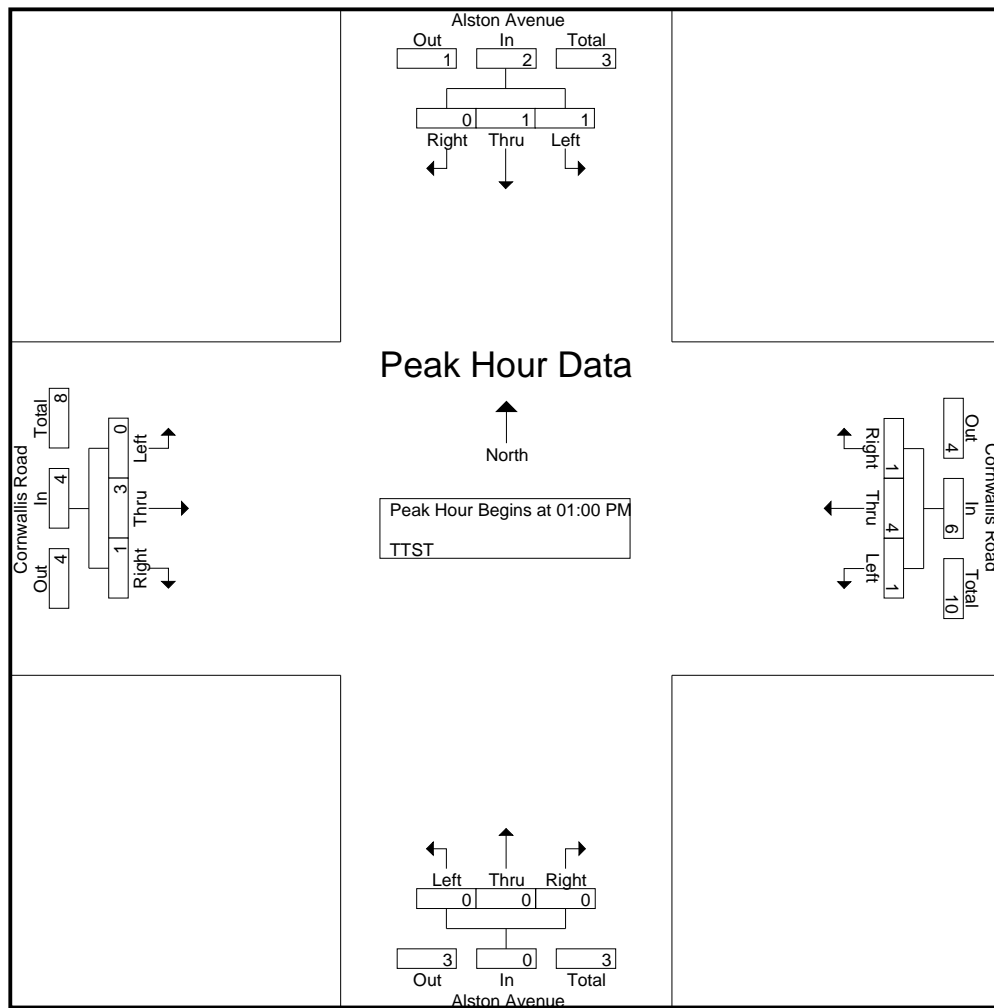 Alston Avenue
Out In Total
1 2 3
0 1 1
Right Thru Left
Peak Hour Data
North
Peak Hour Begins at 01:00 PM
TTST
Cornwallis Road
Total In Out
8 4 4
0 3 1
Left Thru Right
Cornwallis Road
Out In Total
4 6 10
1 4 1
Right Thru Left
Left Thru Right
0 0 0
3 0 3
Out In Total
Alston Avenue